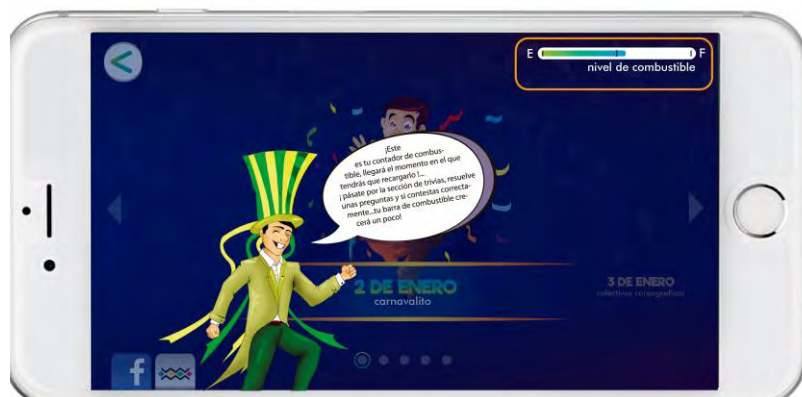 E F
nivel de combustible
¡Este
es tu contador de combus-
tible, llegará el momento en el que
tendrás que recargarlo !...
¡ pásate por la sección de trivias, resuelve
unas preguntas y si contestas correcta-
mente...tu barra de combustible cre-
cerá un poco!
2 DE ENERO
carnavalito
3 DE ENERO
colectivos coreograficos
f